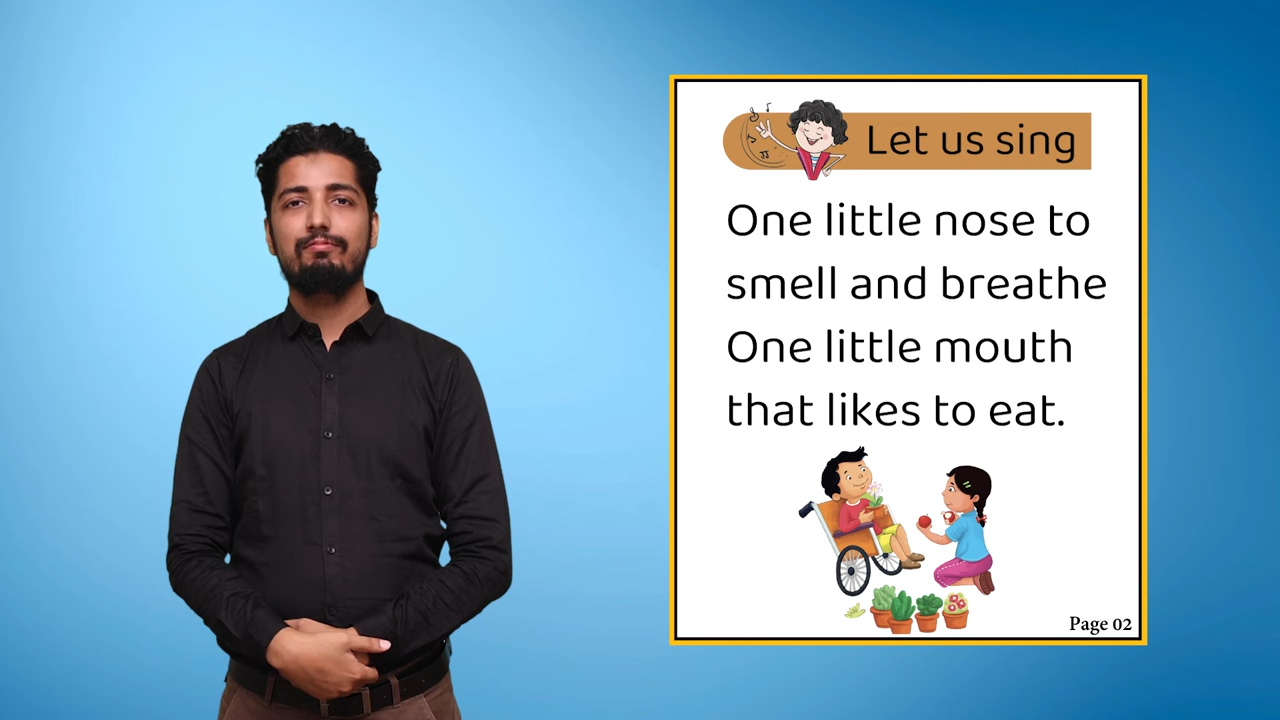 Let us sing
One little nose to
smell and breathe
One little mouth
that likes to eat.
Page 02